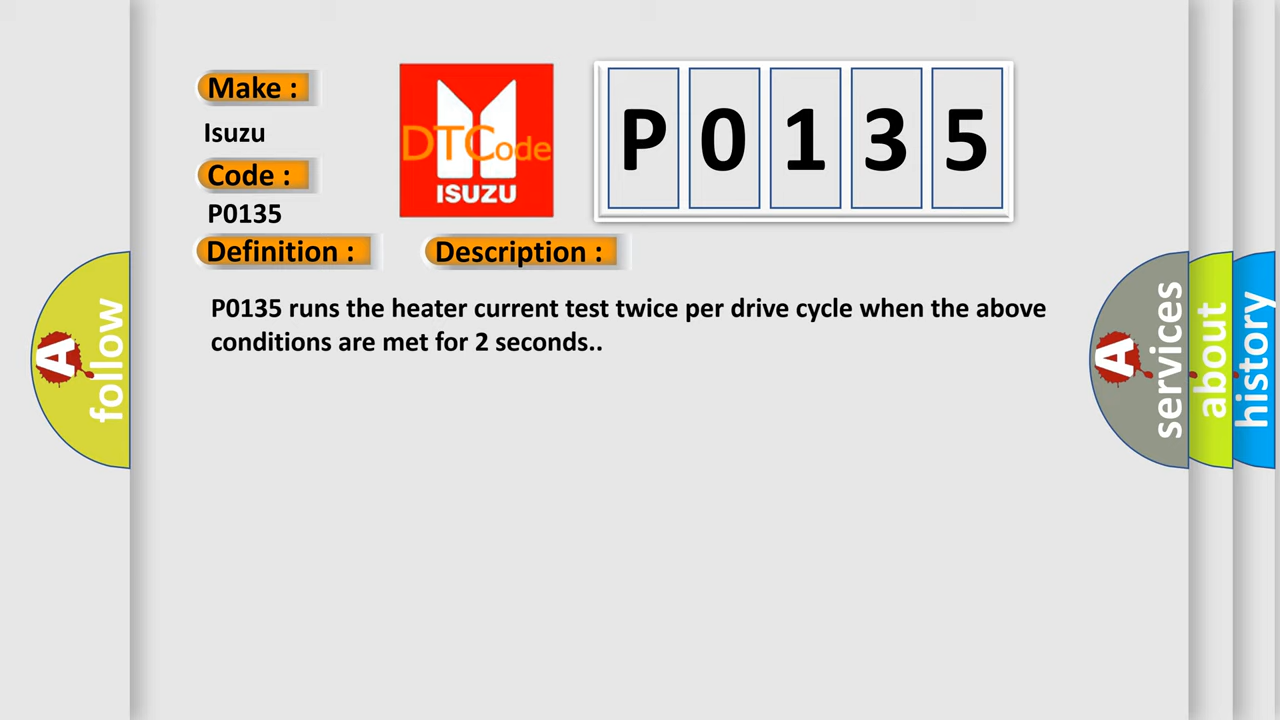 Make :
Isuzu
Code :
P0135
Definition :
Description :
P0135 runs the heater current test twice per drive cycle when the above
conditions are met for 2 seconds..
DTCode
ISUZU
P 0 1 3 5
A follow
A services
about
history